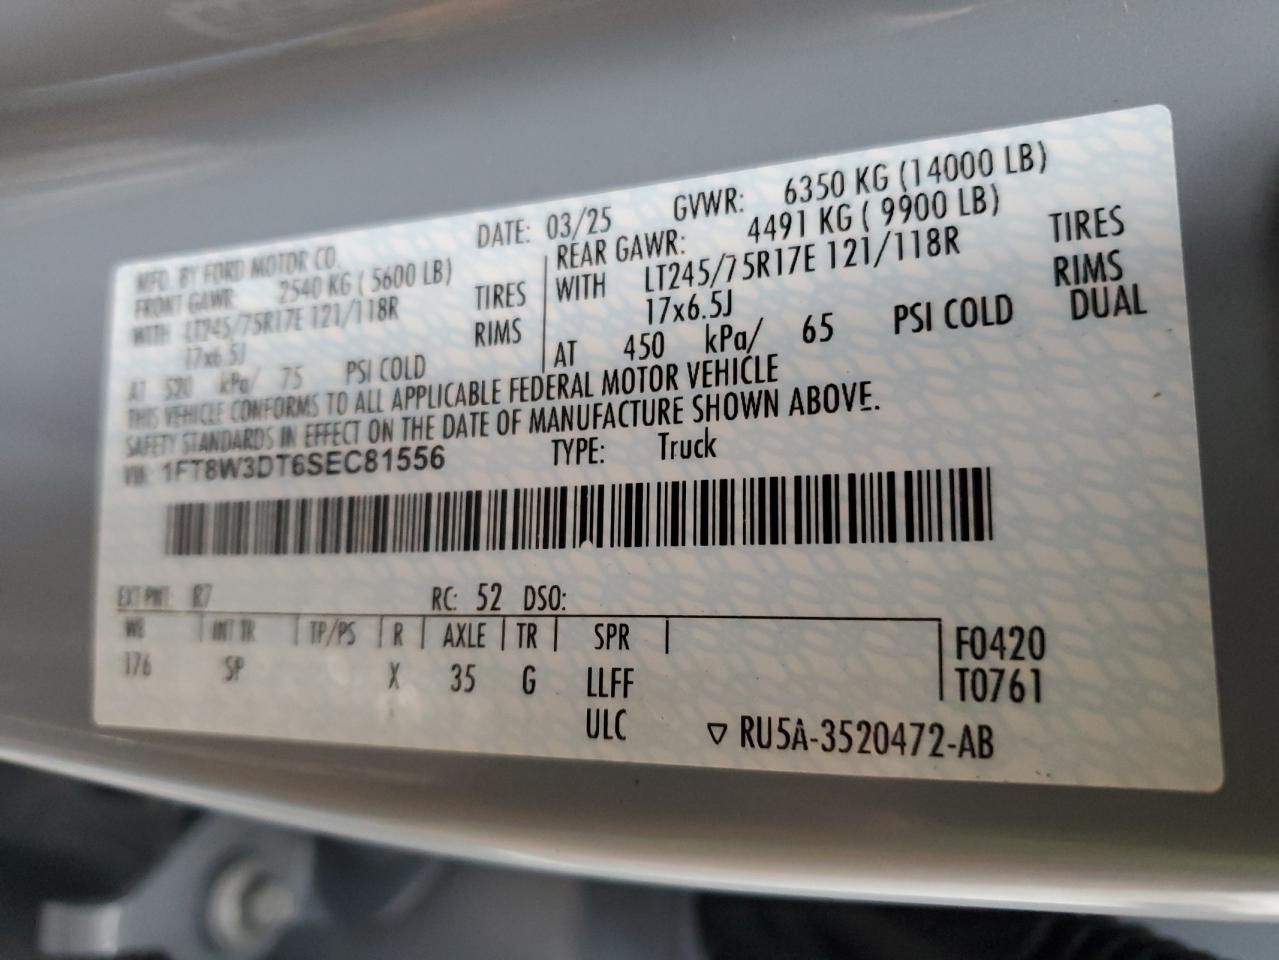 MFD. BY FORD MOTOR CO.
DATE: 03/25
GVWR: 6350 KG (14000 LB)
FRONT GAWR: 2540 KG ( 5600 LB)
WITH LT245/75R17E 121/118R TIRES
17x6.5J RIMS
AT 520 kPa/ 75 PSI COLD
REAR GAWR: 4491 KG ( 9900 LB)
WITH LT245/75R17E 121/118R TIRES
17x6.5J RIMS
AT 450 kPa/ 65 PSI COLD DUAL
THIS VEHICLE CONFORMS TO ALL APPLICABLE FEDERAL MOTOR VEHICLE
SAFETY STANDARDS IN EFFECT ON THE DATE OF MANUFACTURE SHOWN ABOVE.
VIN: 1FT8W3DT6SEC81556 TYPE: Truck
EXT PNT: R7 RC: 52 DSO:
WB INT TR TP/PS R AXLE TR SPR
176 SP X 35 G LLFF
ULC
F0420
T0761
▽ RU5A-3520472-AB